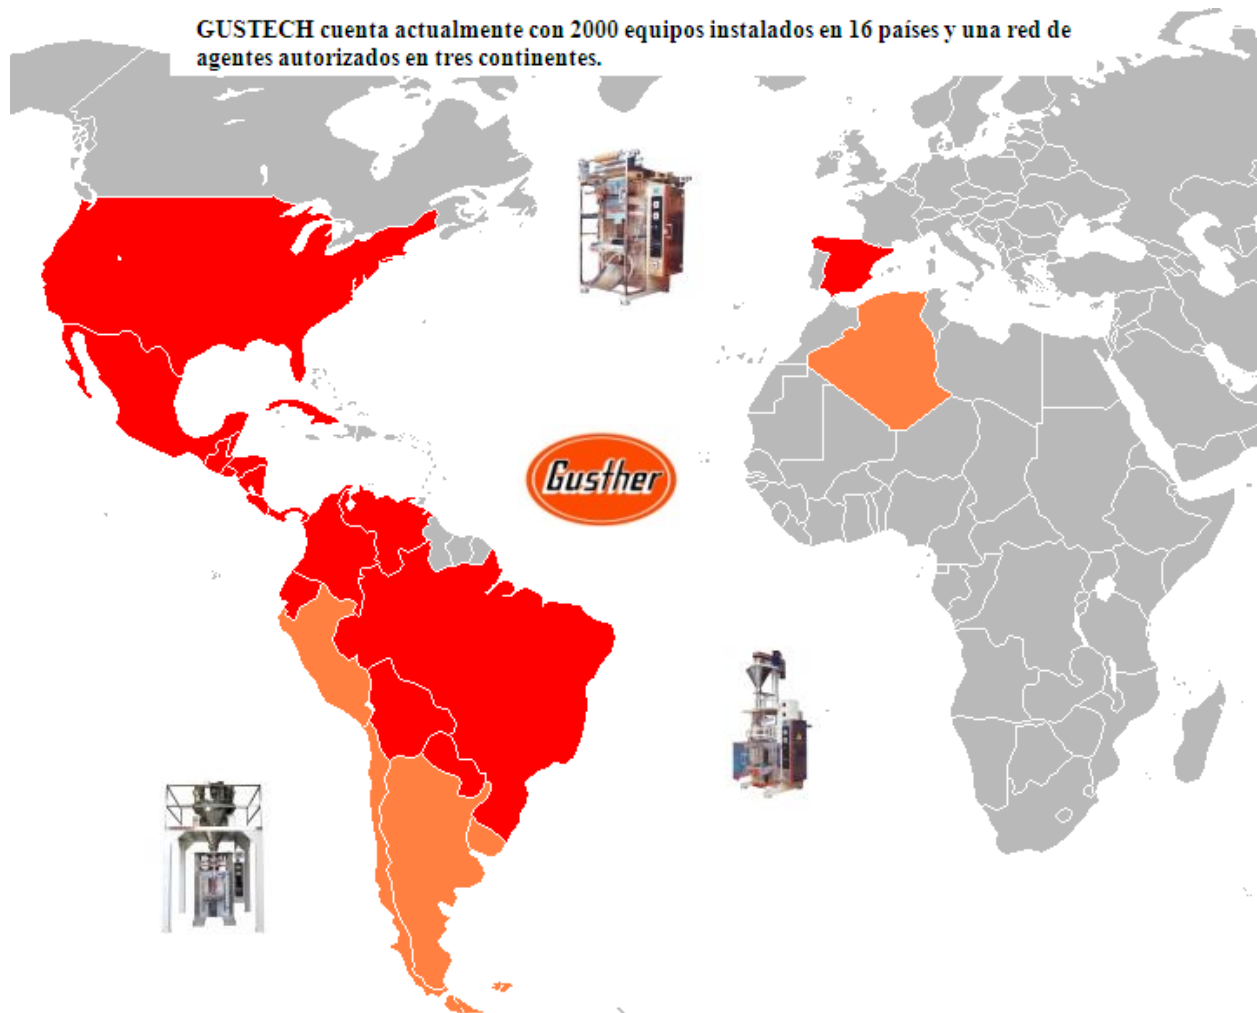 GUSTECH cuenta actualmente con 2000 equipos instalados en 16 países y una red de
agentes autorizados en tres continentes.
Gusther